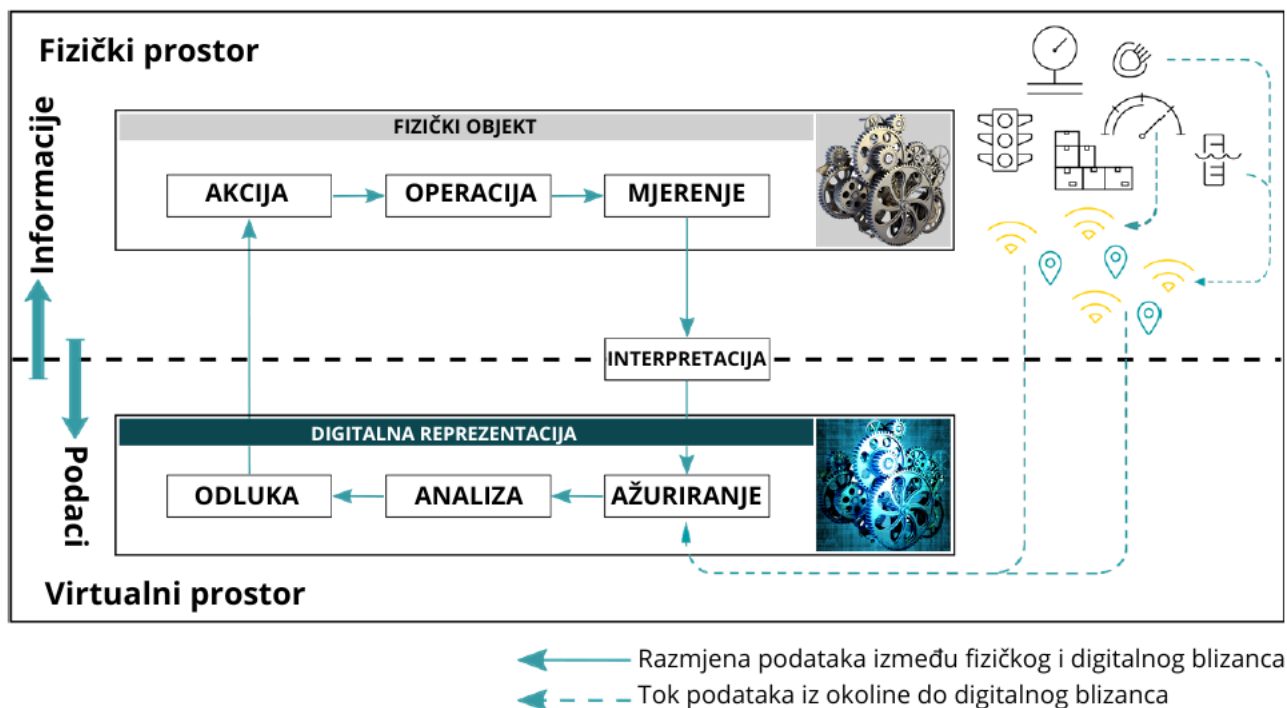 Fizički prostor
Informacije
FIZIČKI OBJEKT
AKCIJA
OPERACIJA
MJERENJE
INTERPRETACIJA
Podaci
DIGITALNA REPREZENTACIJA
ODLUKA
ANALIZA
AŽURIRANJE
Virtualni prostor
Razmjena podataka između fizičkog i digitalnog blizanca
Tok podataka iz okoline do digitalnog blizanca